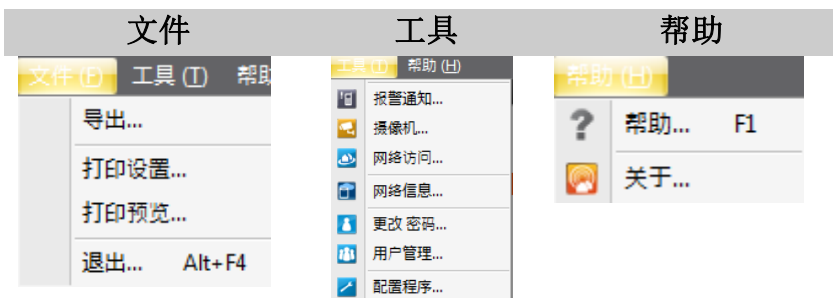 文件
工具
帮助
文件(F) 工具(T)
导出...
打印设置...
打印预览...
退出... Alt+F4
工具(T) 帮助(H)
报警通知...
摄像机...
网络访问...
网络信息...
更改 密码...
用户管理...
配置程序...
帮助(H)
帮助... F1
关于...